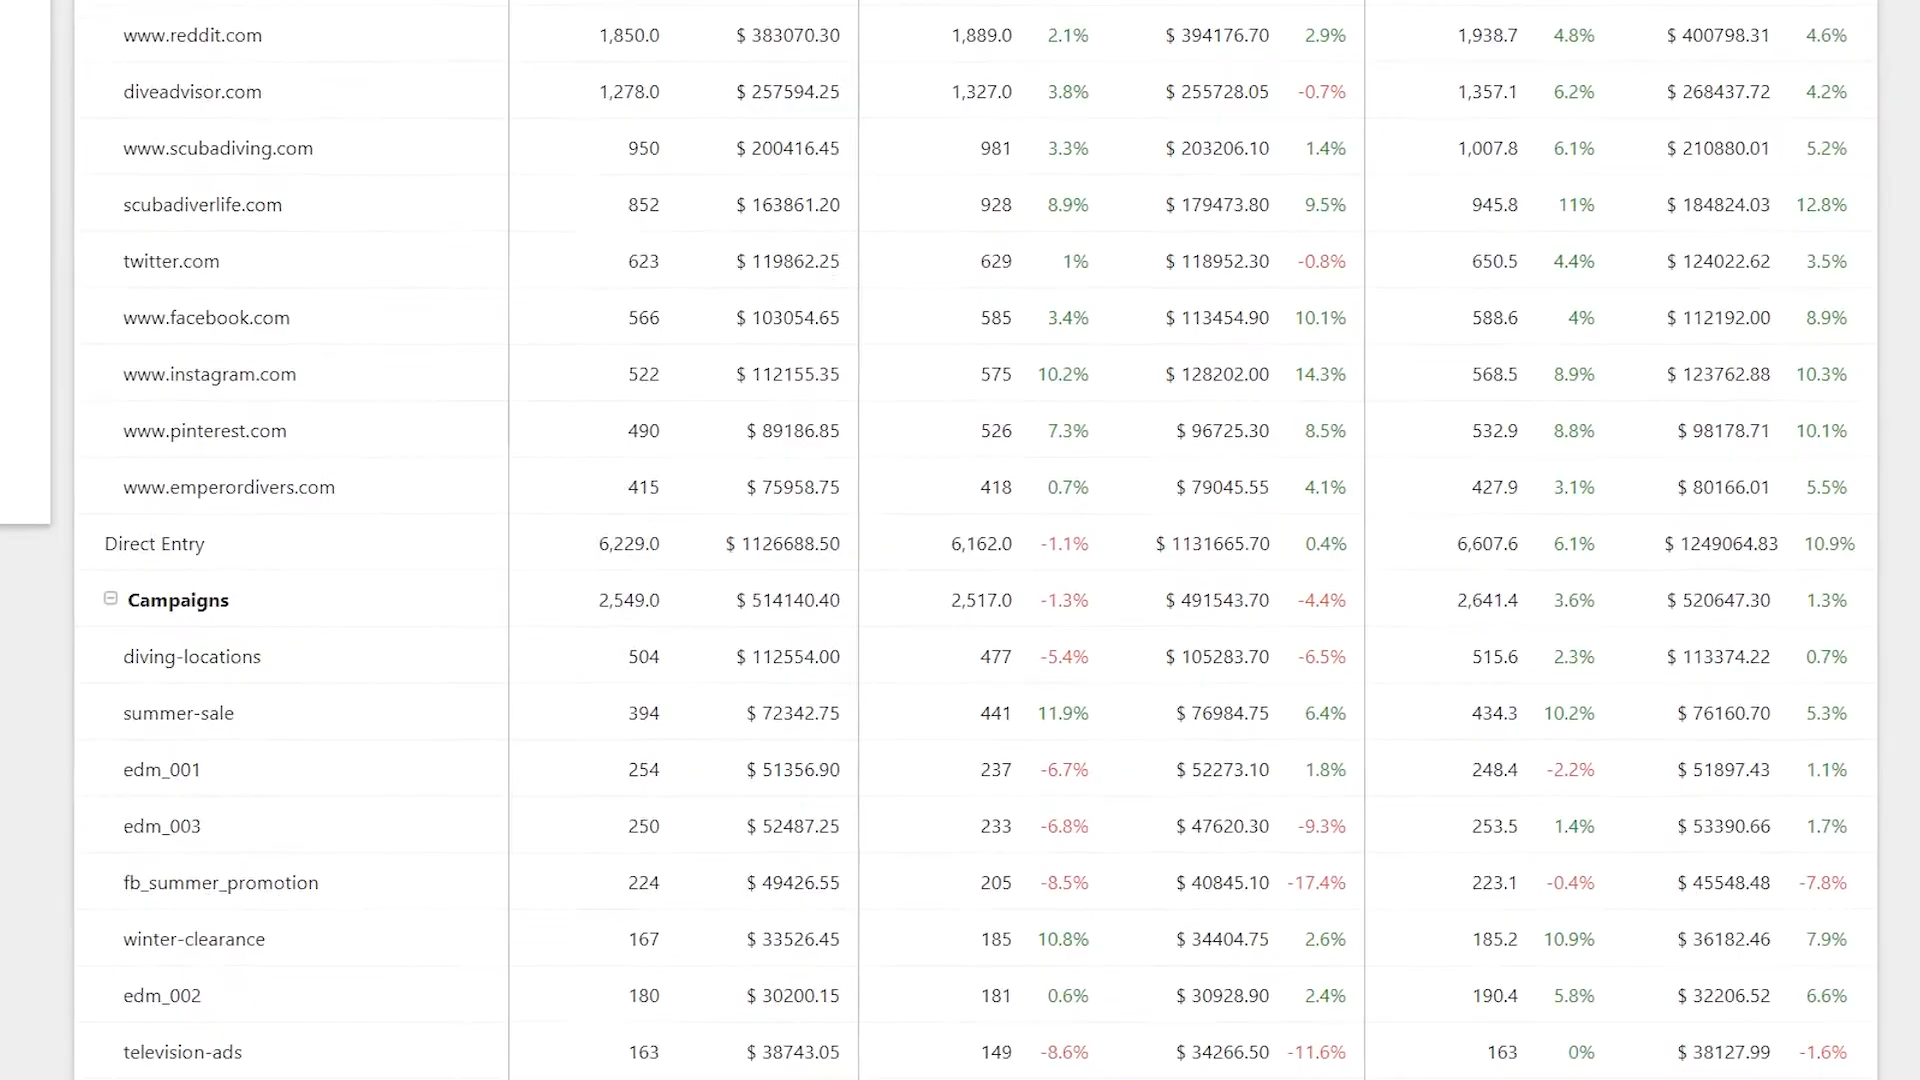 www.reddit.com 1,850.0 $ 383070.30 1,889.0 2.1% $ 394176.70 2.9% 1,938.7 4.8% $ 400798.31 4.6%
diveadvisor.com 1,278.0 $ 257594.25 1,327.0 3.8% $ 255728.05 -0.7% 1,357.1 6.2% $ 268437.72 4.2%
www.scubadiving.com 950 $ 200416.45 981 3.3% $ 203206.10 1.4% 1,007.8 6.1% $ 210880.01 5.2%
scubadiverlife.com 852 $ 163861.20 928 8.9% $ 179473.80 9.5% 945.8 11% $ 184824.03 12.8%
twitter.com 623 $ 119862.25 629 1% $ 118952.30 -0.8% 650.5 4.4% $ 124022.62 3.5%
www.facebook.com 566 $ 103054.65 585 3.4% $ 113454.90 10.1% 588.6 4% $ 112192.00 8.9%
www.instagram.com 522 $ 112155.35 575 10.2% $ 128202.00 14.3% 568.5 8.9% $ 123762.88 10.3%
www.pinterest.com 490 $ 89186.85 526 7.3% $ 96725.30 8.5% 532.9 8.8% $ 98178.71 10.1%
www.emperordivers.com 415 $ 75958.75 418 0.7% $ 79045.55 4.1% 427.9 3.1% $ 80166.01 5.5%
Direct Entry 6,229.0 $ 1126688.50 6,162.0 -1.1% $ 1131665.70 0.4% 6,607.6 6.1% $ 1249064.83 10.9%
Campaigns 2,549.0 $ 514140.40 2,517.0 -1.3% $ 491543.70 -4.4% 2,641.4 3.6% $ 520647.30 1.3%
diving-locations 504 $ 112554.00 477 -5.4% $ 105283.70 -6.5% 515.6 2.3% $ 113374.22 0.7%
summer-sale 394 $ 72342.75 441 11.9% $ 76984.75 6.4% 434.3 10.2% $ 76160.70 5.3%
edm_001 254 $ 51356.90 237 -6.7% $ 52273.10 1.8% 248.4 -2.2% $ 51897.43 1.1%
edm_003 250 $ 52487.25 233 -6.8% $ 47620.30 -9.3% 253.5 1.4% $ 53390.66 1.7%
fb_summer_promotion 224 $ 49426.55 205 -8.5% $ 40845.10 -17.4% 223.1 -0.4% $ 45548.48 -7.8%
winter-clearance 167 $ 33526.45 185 10.8% $ 34404.75 2.6% 185.2 10.9% $ 36182.46 7.9%
edm_002 180 $ 30200.15 181 0.6% $ 30928.90 2.4% 190.4 5.8% $ 32206.52 6.6%
television-ads 163 $ 38743.05 149 -8.6% $ 34266.50 -11.6% 163 0% $ 38127.99 -1.6%